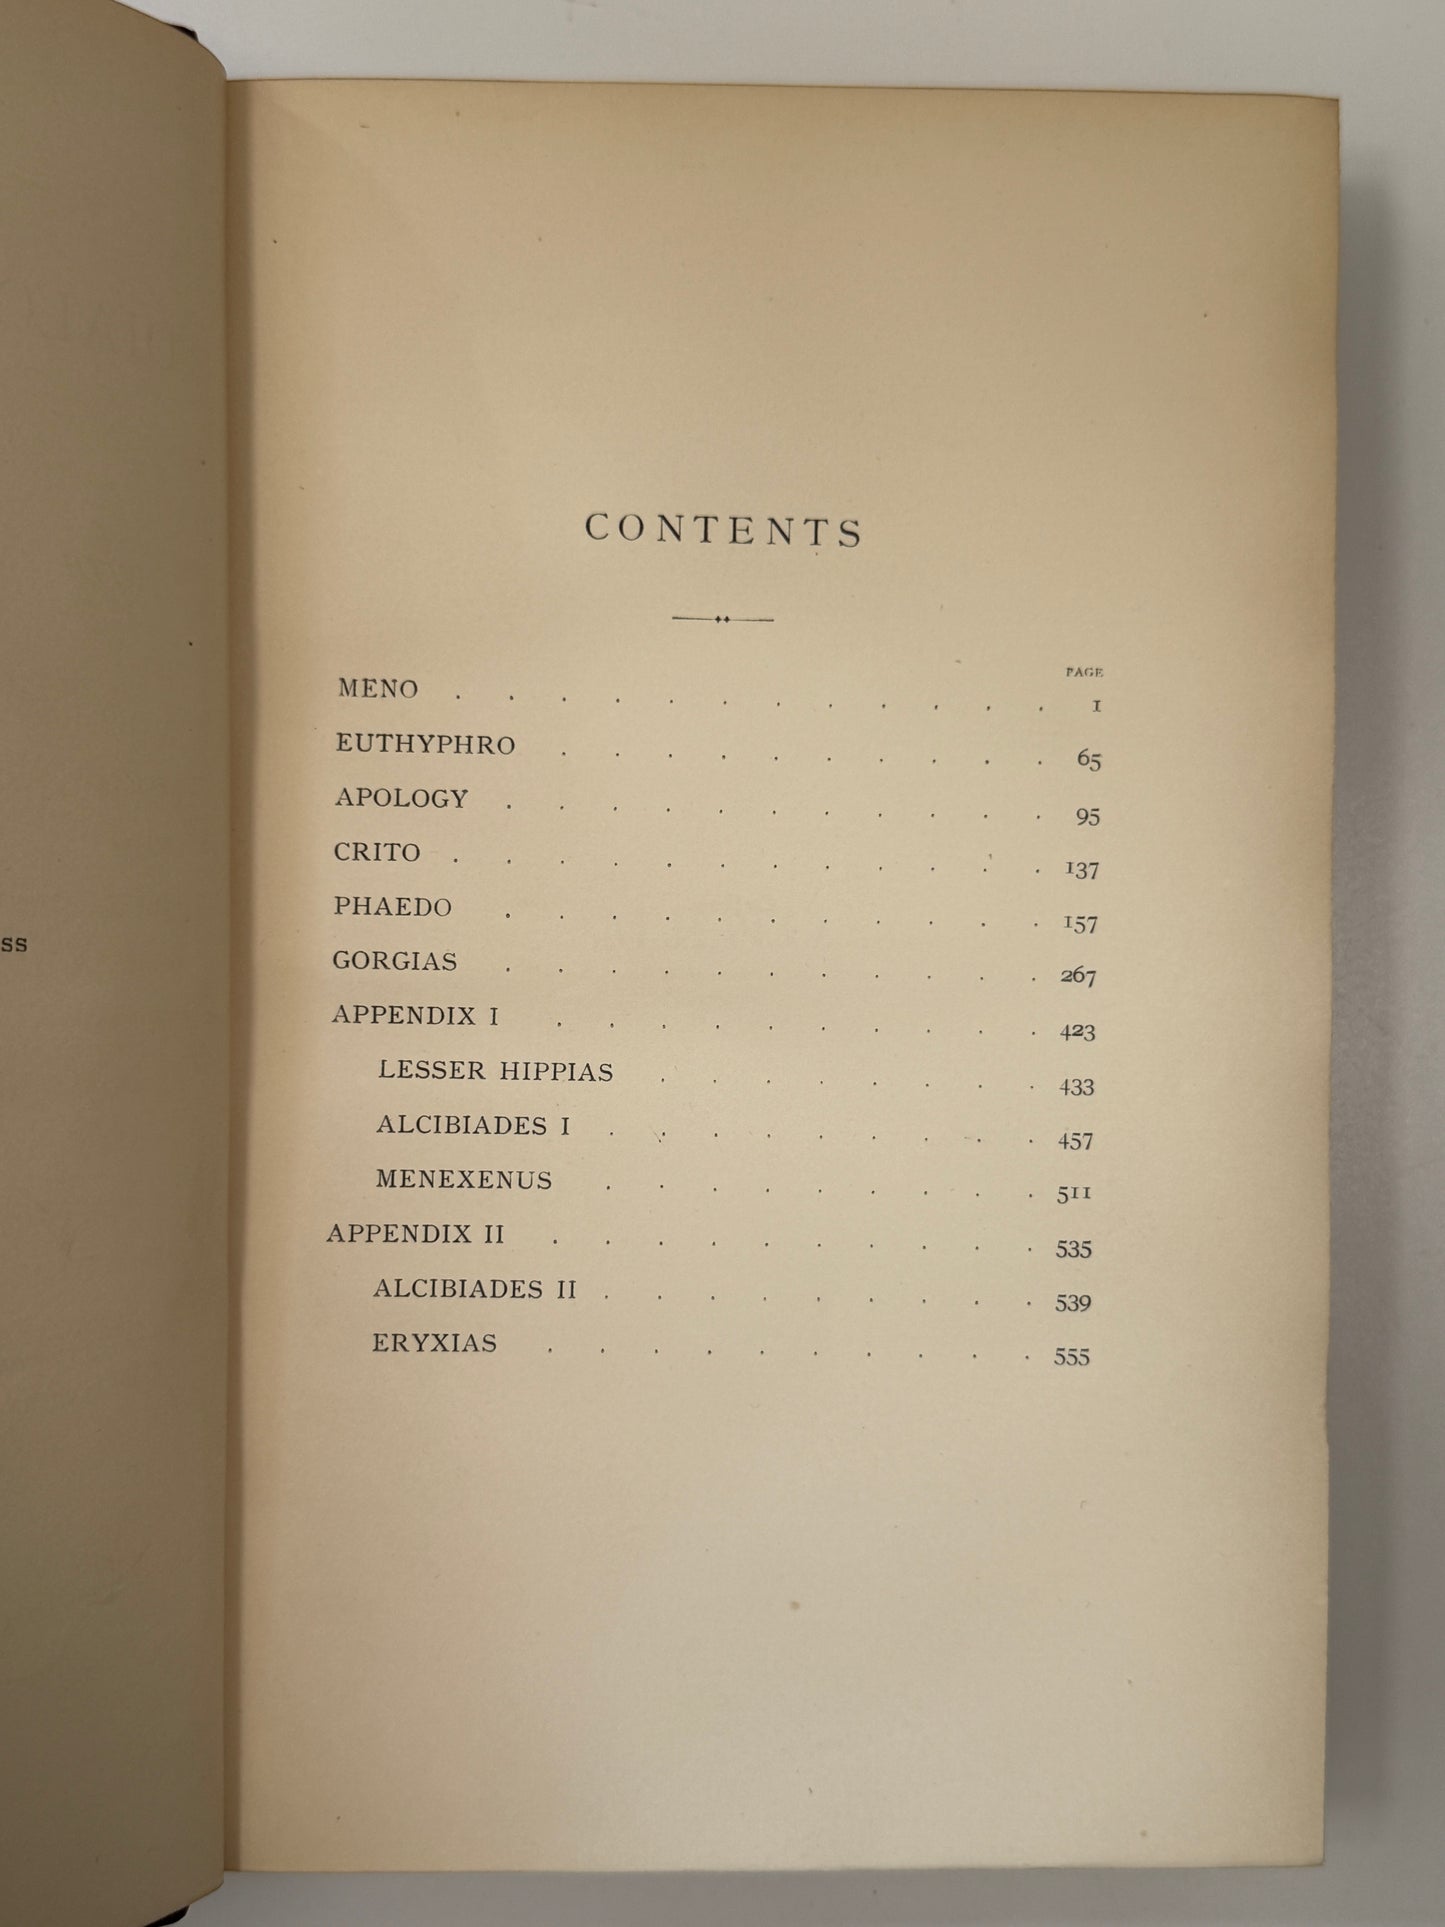 ss
CONTENTS
PAGE
MENO . . . . . . . . . . . . 1
EUTHYPHRO . . . . . . . . . . 65
APOLOGY . . . . . . . . . . . 95
CRITO . . . . . . . . . . . . 137
PHAEDO . . . . . . . . . . . 157
GORGIAS . . . . . . . . . . . 267
APPENDIX I . . . . . . . . . . 423
LESSER HIPPIAS . . . . . . . . 433
ALCIBIADES I . . . . . . . . . 457
MENEXENUS . . . . . . . . . 511
APPENDIX II . . . . . . . . . . 535
ALCIBIADES II . . . . . . . . . 539
ERYXIAS . . . . . . . . . . 555